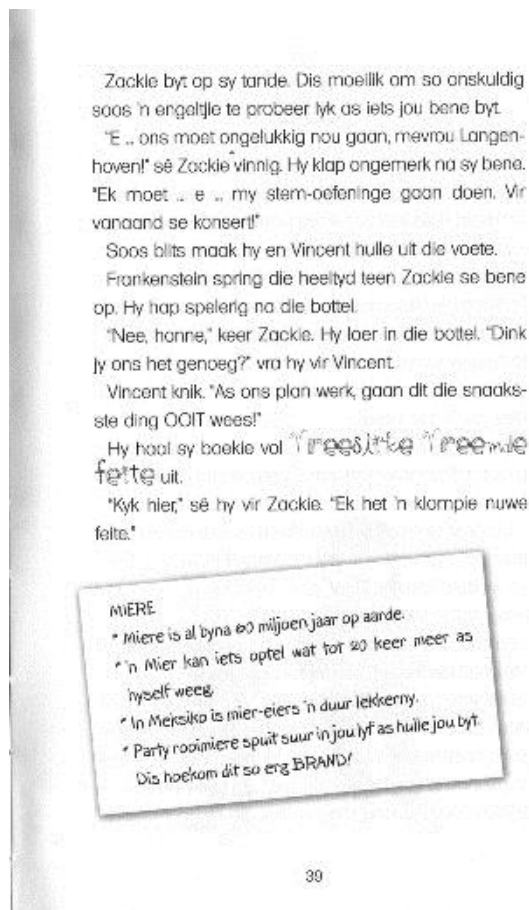 Zackie byt op sy tande. Dis moeilik om so onskuldig
soos 'n engeltjie te probeer lyk as iets jou bene byt.
"E .. ons moet ongelukkig nou gaan, mevrou Langen-
hoven!" sê Zackie vinnig. Hy klap ongemerk na sy bene.
"Ek moet .. e .. my stem-oefeninge gaan doen. Vir
vanaand se konsert!"
Soos blits maak hy en Vincent hulle uit die voete.
Frankenstein spring die heeltyd teen Zackie se bene
op. Hy hap spelerig na die bottel.
"Nee, honne," keer Zackie. Hy loer in die bottel. "Dink
jy ons het genoeg?" vra hy vir Vincent.
Vincent knik. "As ons plan werk, gaan dit die snaaks-
ste ding OOIT wees!"
Hy haal sy boekie vol Vreeslike Vreemde
feite uit.
"Kyk hier," sê hy vir Zackie. "Ek het 'n klompie nuwe
feite."
MIERE
* Miere is al byna 60 miljoen jaar op aarde.
* 'n Mier kan iets optel wat tot 20 keer meer as
hyself weeg.
* In Meksiko is mier-eiers 'n duur lekkerny.
* Party rooimiere spuit suur in jou lyf as hulle jou byt.
Dis hoekom dit so erg BRAND!
39